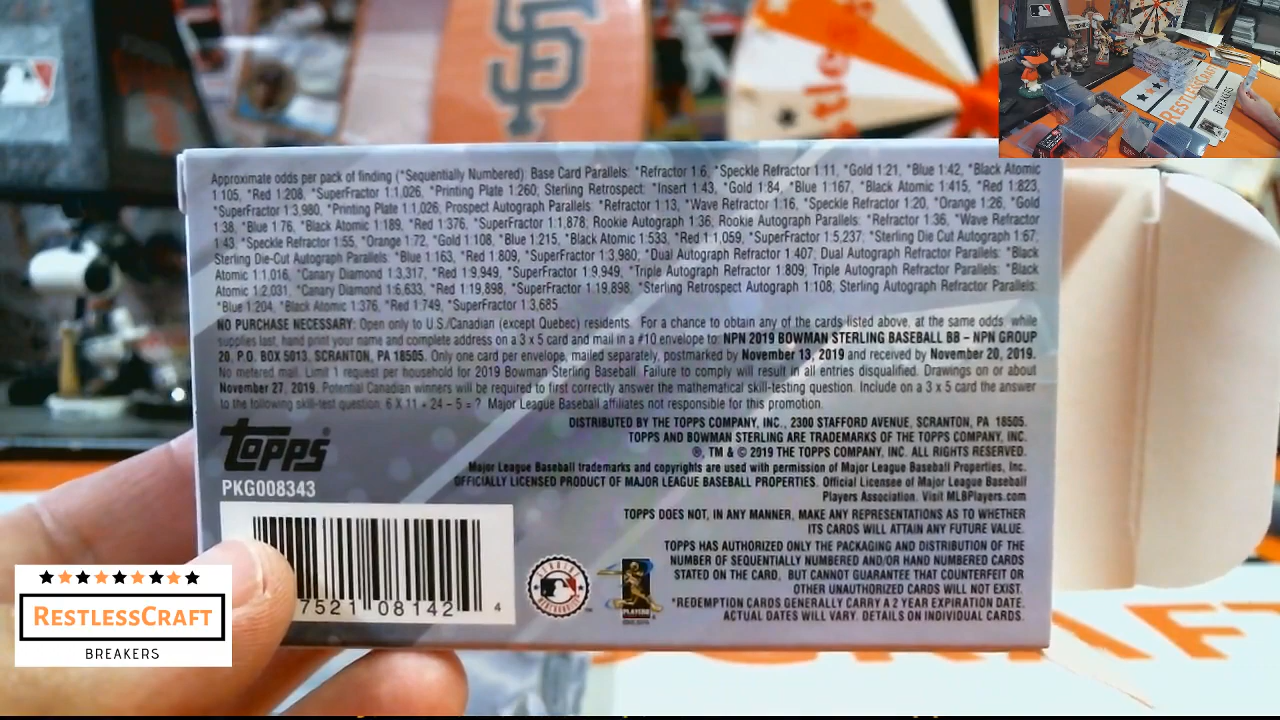 SF
Approximate odds per pack of finding (*Sequentially Numbered): Base Card Parallels: *Refractor 1:6, *Speckle Refractor 1:11, *Gold 1:21, *Blue 1:42, *Black Atomic
1:105, *Red 1:208, *SuperFractor 1:1,026, *Printing Plate 1:260; Sterling Retrospect: *Insert 1:43, *Gold 1:84, *Blue 1:167, *Black Atomic 1:415, *Red 1:823,
*SuperFractor 1:3,980, *Printing Plate 1:1,026, Prospect Autograph Parallels: *Refractor 1:13, *Wave Refractor 1:16, *Speckle Refractor 1:20, *Orange 1:26, *Gold
1:38, *Blue 1:76, *Black Atomic 1:189, *Red 1:376, *SuperFractor 1:1,878; Rookie Autograph 1:36, Rookie Autograph Parallels: *Refractor 1:36, *Wave Refractor
1:43, *Speckle Refractor 1:55, *Orange 1:72, *Gold 1:108, *Blue 1:215, *Black Atomic 1:533, *Red 1:1,059, *SuperFractor 1:5,237; *Sterling Die Cut Autograph 1:67,
Sterling Die-Cut Autograph Parallels: *Blue 1:163, *Red 1:809, *SuperFractor 1:3,980; *Dual Autograph Refractor 1:407, Dual Autograph Refractor Parallels: *Black
Atomic 1:1,016, *Canary Diamond 1:3,317, *Red 1:9,949, *SuperFractor 1:9,949; *Triple Autograph Refractor 1:809, Triple Autograph Refractor Parallels: *Black
Atomic 1:2,031, *Canary Diamond 1:6,633, *Red 1:19,898, *SuperFractor 1:19,898; *Sterling Retrospect Autograph 1:108; Sterling Autograph Refractor Parallels:
*Blue 1:204, *Black Atomic 1:376, *Red 1:749, *SuperFractor 1:3,685.
NO PURCHASE NECESSARY: Open only to U.S./Canadian (except Quebec) residents. For a chance to obtain any of the cards listed above, at the same odds, while
supplies last, hand print your name and complete address on a 3 x 5 card and mail in a #10 envelope to: NPN 2019 BOWMAN STERLING BASEBALL BB – NPN GROUP
20, P.O. BOX 5013, SCRANTON, PA 18505. Only one card per envelope, mailed separately, postmarked by November 13, 2019 and received by November 20, 2019.
No metered mail. Limit 1 request per household for 2019 Bowman Sterling Baseball. Failure to comply will result in all entries disqualified. Drawings on or about
November 27, 2019. Potential Canadian winners will be required to first correctly answer the mathematical skill-testing question. Include on a 3 x 5 card the answer
to the following skill-test question: 6 X 11 + 24 – 5 = ? Major League Baseball affiliates not responsible for this promotion.
DISTRIBUTED BY THE TOPPS COMPANY, INC., 2300 STAFFORD AVENUE, SCRANTON, PA 18505.
TOPPS AND BOWMAN STERLING ARE TRADEMARKS OF THE TOPPS COMPANY, INC.
®, TM & © 2019 THE TOPPS COMPANY, INC. ALL RIGHTS RESERVED.
Major League Baseball trademarks and copyrights are used with permission of Major League Baseball Properties, Inc.
OFFICIALLY LICENSED PRODUCT OF MAJOR LEAGUE BASEBALL PROPERTIES. Official Licensee of Major League Baseball
Players Association. Visit MLBPlayers.com
topps®
PKG008343
TOPPS DOES NOT, IN ANY MANNER, MAKE ANY REPRESENTATIONS AS TO WHETHER
ITS CARDS WILL ATTAIN ANY FUTURE VALUE.
TOPPS HAS AUTHORIZED ONLY THE PACKAGING AND DISTRIBUTION OF THE
NUMBER OF SEQUENTIALLY NUMBERED AND/OR HAND NUMBERED CARDS
STATED ON THE CARD, BUT CANNOT GUARANTEE THAT COUNTERFEIT OR
OTHER UNAUTHORIZED CARDS WILL NOT EXIST.
*REDEMPTION CARDS GENERALLY CARRY A 2 YEAR EXPIRATION DATE.
ACTUAL DATES WILL VARY. DETAILS ON INDIVIDUAL CARDS.
7521 08142 4
GENUINE
MERCHANDISE
PLAYERS
RESTLESSCRAFT
BREAKERS
RESTLESSCRAFT
BREAKERS